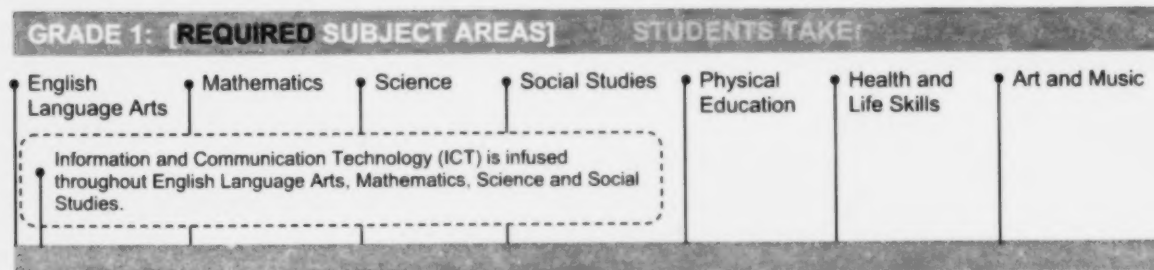 GRADE 1: [REQUIRED SUBJECT AREAS] STUDENTS TAKE:
English
Language Arts
Mathematics
Science
Social Studies
Physical
Education
Health and
Life Skills
Art and Music
Information and Communication Technology (ICT) is infused
throughout English Language Arts, Mathematics, Science and Social
Studies.